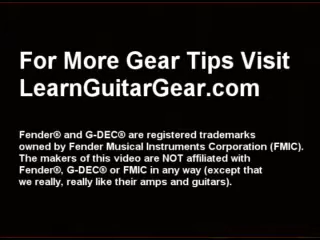 For More Gear Tips Visit
LearnGuitarGear.com
Fender® and G-DEC® are registered trademarks
owned by Fender Musical Instruments Corporation (FMIC).
The makers of this video are NOT affiliated with
Fender®, G-DEC® or FMIC in any way (except that
we really, really like their amps and guitars).